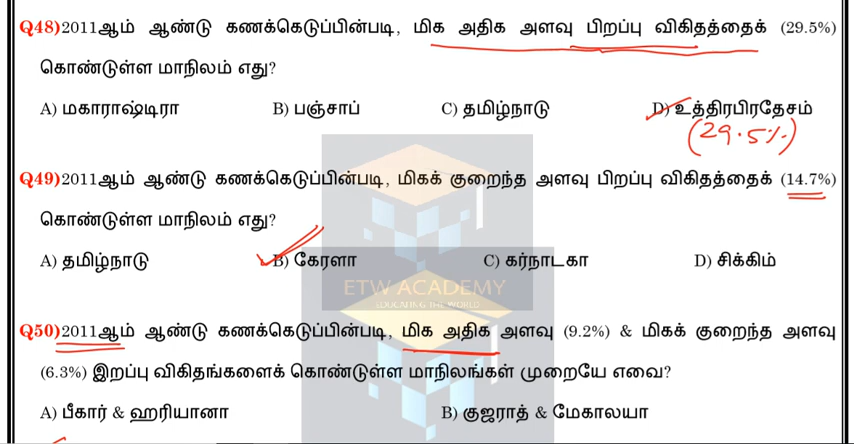 Q48)2011ஆம் ஆண்டு கணக்கெடுப்பின்படி, மிக அதிக அளவு பிறப்பு விகிதத்தைக் (29.5%)
கொண்டுள்ள மாநிலம் எது?
A) மகாராஷ்டிரா B) பஞ்சாப் C) தமிழ்நாடு D) உத்திரபிரதேசம்
(29.5%)
Q49)2011ஆம் ஆண்டு கணக்கெடுப்பின்படி, மிகக் குறைந்த அளவு பிறப்பு விகிதத்தைக் (14.7%)
கொண்டுள்ள மாநிலம் எது?
A) தமிழ்நாடு B) கேரளா C) கர்நாடகா D) சிக்கிம்
ETW ACADEMY
EDUCATING THE WORLD
Q50)2011ஆம் ஆண்டு கணக்கெடுப்பின்படி, மிக அதிக அளவு (9.2%) & மிகக் குறைந்த அளவு
(6.3%) இறப்பு விகிதங்களைக் கொண்டுள்ள மாநிலங்கள் முறையே எவை?
A) பீகார் & ஹரியானா B) குஜராத் & மேகாலயா